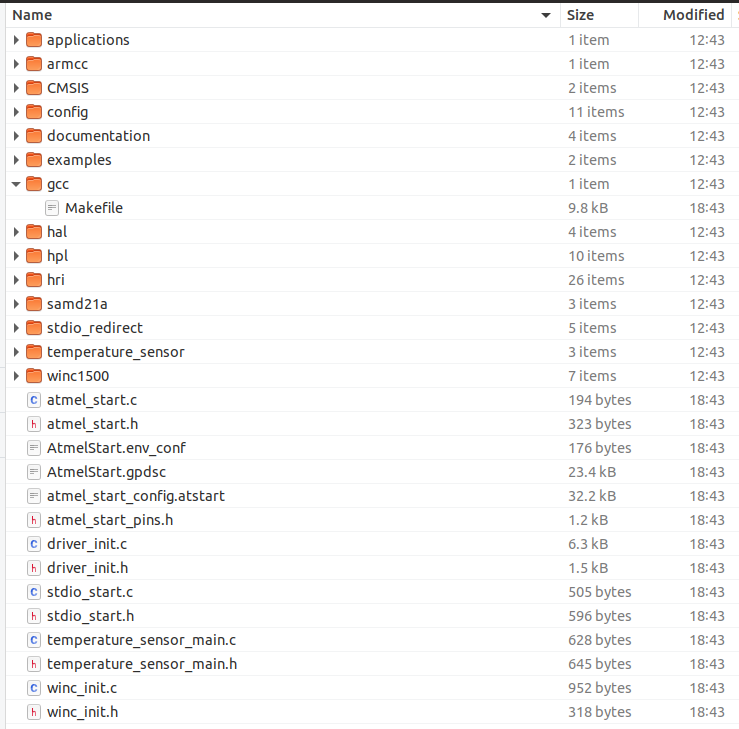 Name Size Modified
applications 1 item 12:43
armcc 1 item 12:43
CMSIS 2 items 12:43
config 11 items 12:43
documentation 4 items 12:43
examples 2 items 12:43
gcc 1 item 12:43
Makefile 9.8 kB 18:43
hal 4 items 12:43
hpl 10 items 12:43
hri 26 items 12:43
samd21a 3 items 12:43
stdio_redirect 5 items 12:43
temperature_sensor 3 items 12:43
winc1500 7 items 12:43
atmel_start.c 194 bytes 18:43
atmel_start.h 323 bytes 18:43
AtmelStart.env_conf 176 bytes 18:43
AtmelStart.gpdsc 23.4 kB 18:43
atmel_start_config.atstart 32.2 kB 18:43
atmel_start_pins.h 1.2 kB 18:43
driver_init.c 6.3 kB 18:43
driver_init.h 1.5 kB 18:43
stdio_start.c 505 bytes 18:43
stdio_start.h 596 bytes 18:43
temperature_sensor_main.c 628 bytes 18:43
temperature_sensor_main.h 645 bytes 18:43
winc_init.c 952 bytes 18:43
winc_init.h 318 bytes 18:43